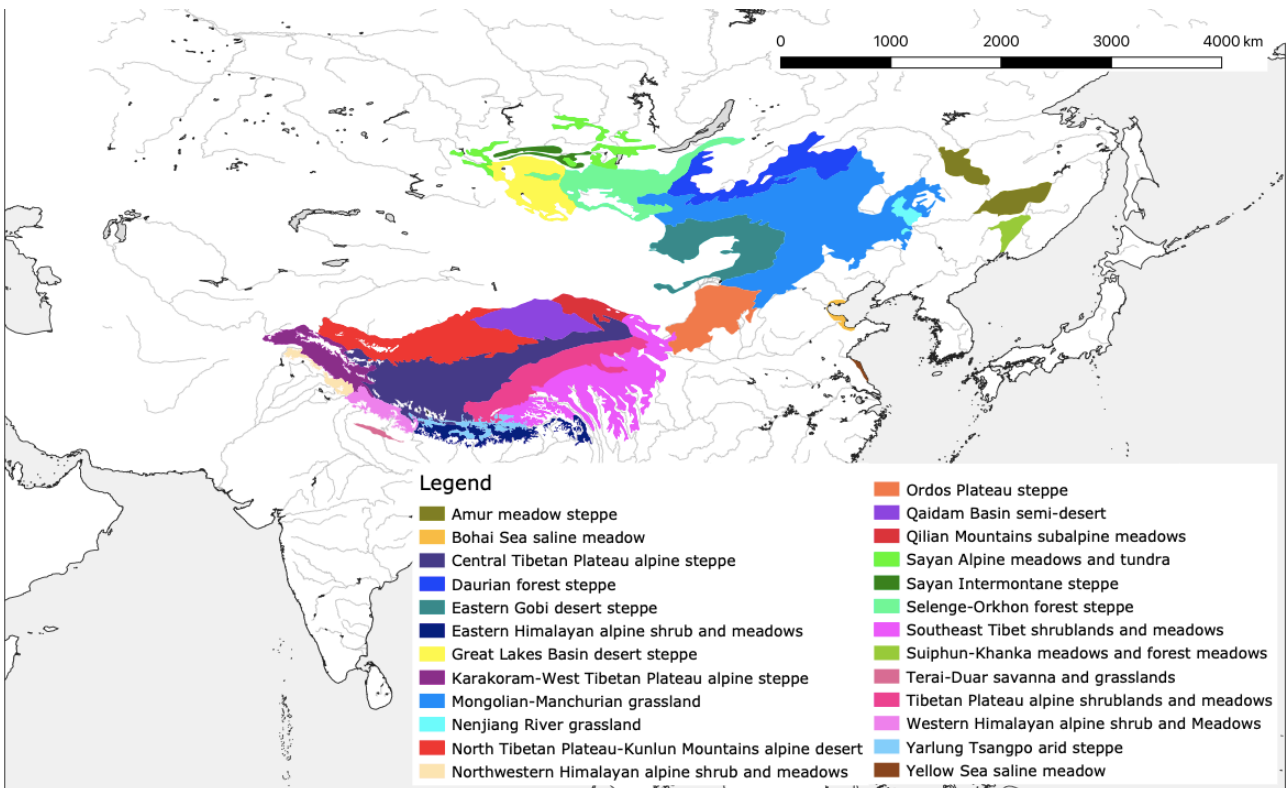 0 1000 2000 3000 4000 km
Legend
Amur meadow steppe
Bohai Sea saline meadow
Central Tibetan Plateau alpine steppe
Daurian forest steppe
Eastern Gobi desert steppe
Eastern Himalayan alpine shrub and meadows
Great Lakes Basin desert steppe
Karakoram-West Tibetan Plateau alpine steppe
Mongolian-Manchurian grassland
Nenjiang River grassland
North Tibetan Plateau-Kunlun Mountains alpine desert
Northwestern Himalayan alpine shrub and meadows
Ordos Plateau steppe
Qaidam Basin semi-desert
Qilian Mountains subalpine meadows
Sayan Alpine meadows and tundra
Sayan Intermontane steppe
Selenge-Orkhon forest steppe
Southeast Tibet shrublands and meadows
Suiphun-Khanka meadows and forest meadows
Terai-Duar savanna and grasslands
Tibetan Plateau alpine shrublands and meadows
Western Himalayan alpine shrub and Meadows
Yarlung Tsangpo arid steppe
Yellow Sea saline meadow